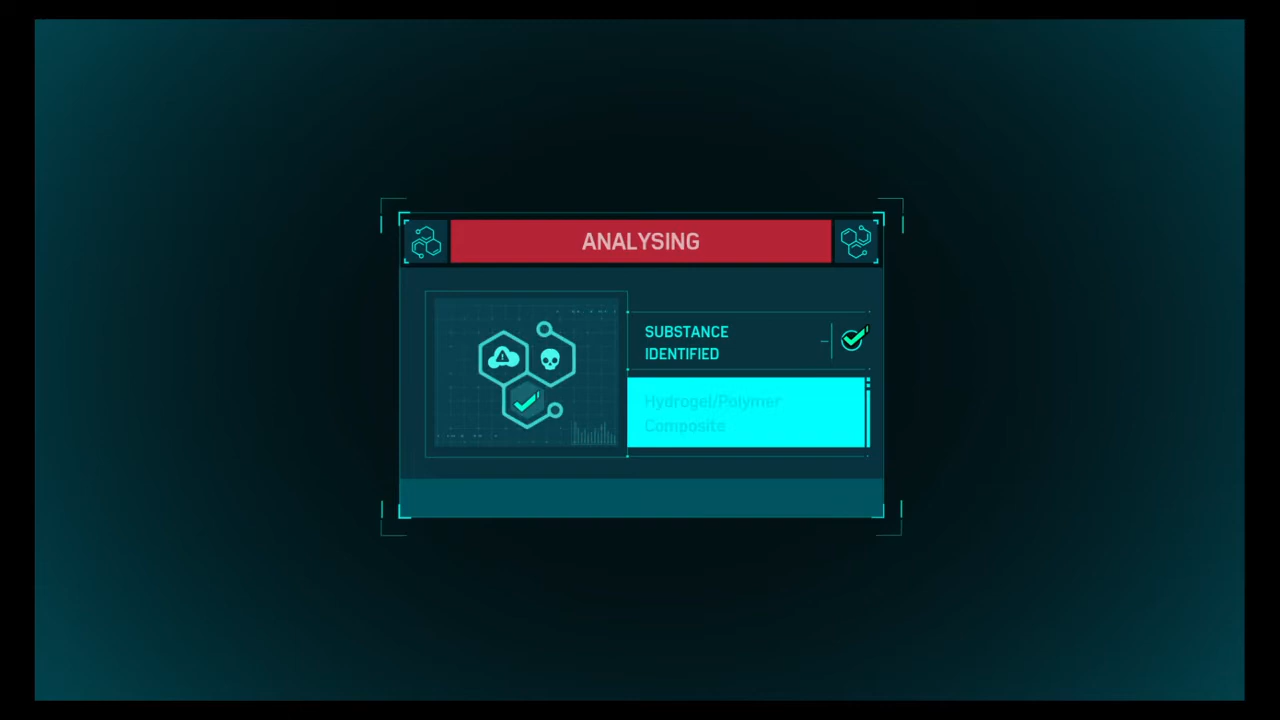 ANALYSING
SUBSTANCE
IDENTIFIED
Hydrogel/Polymer
Composite